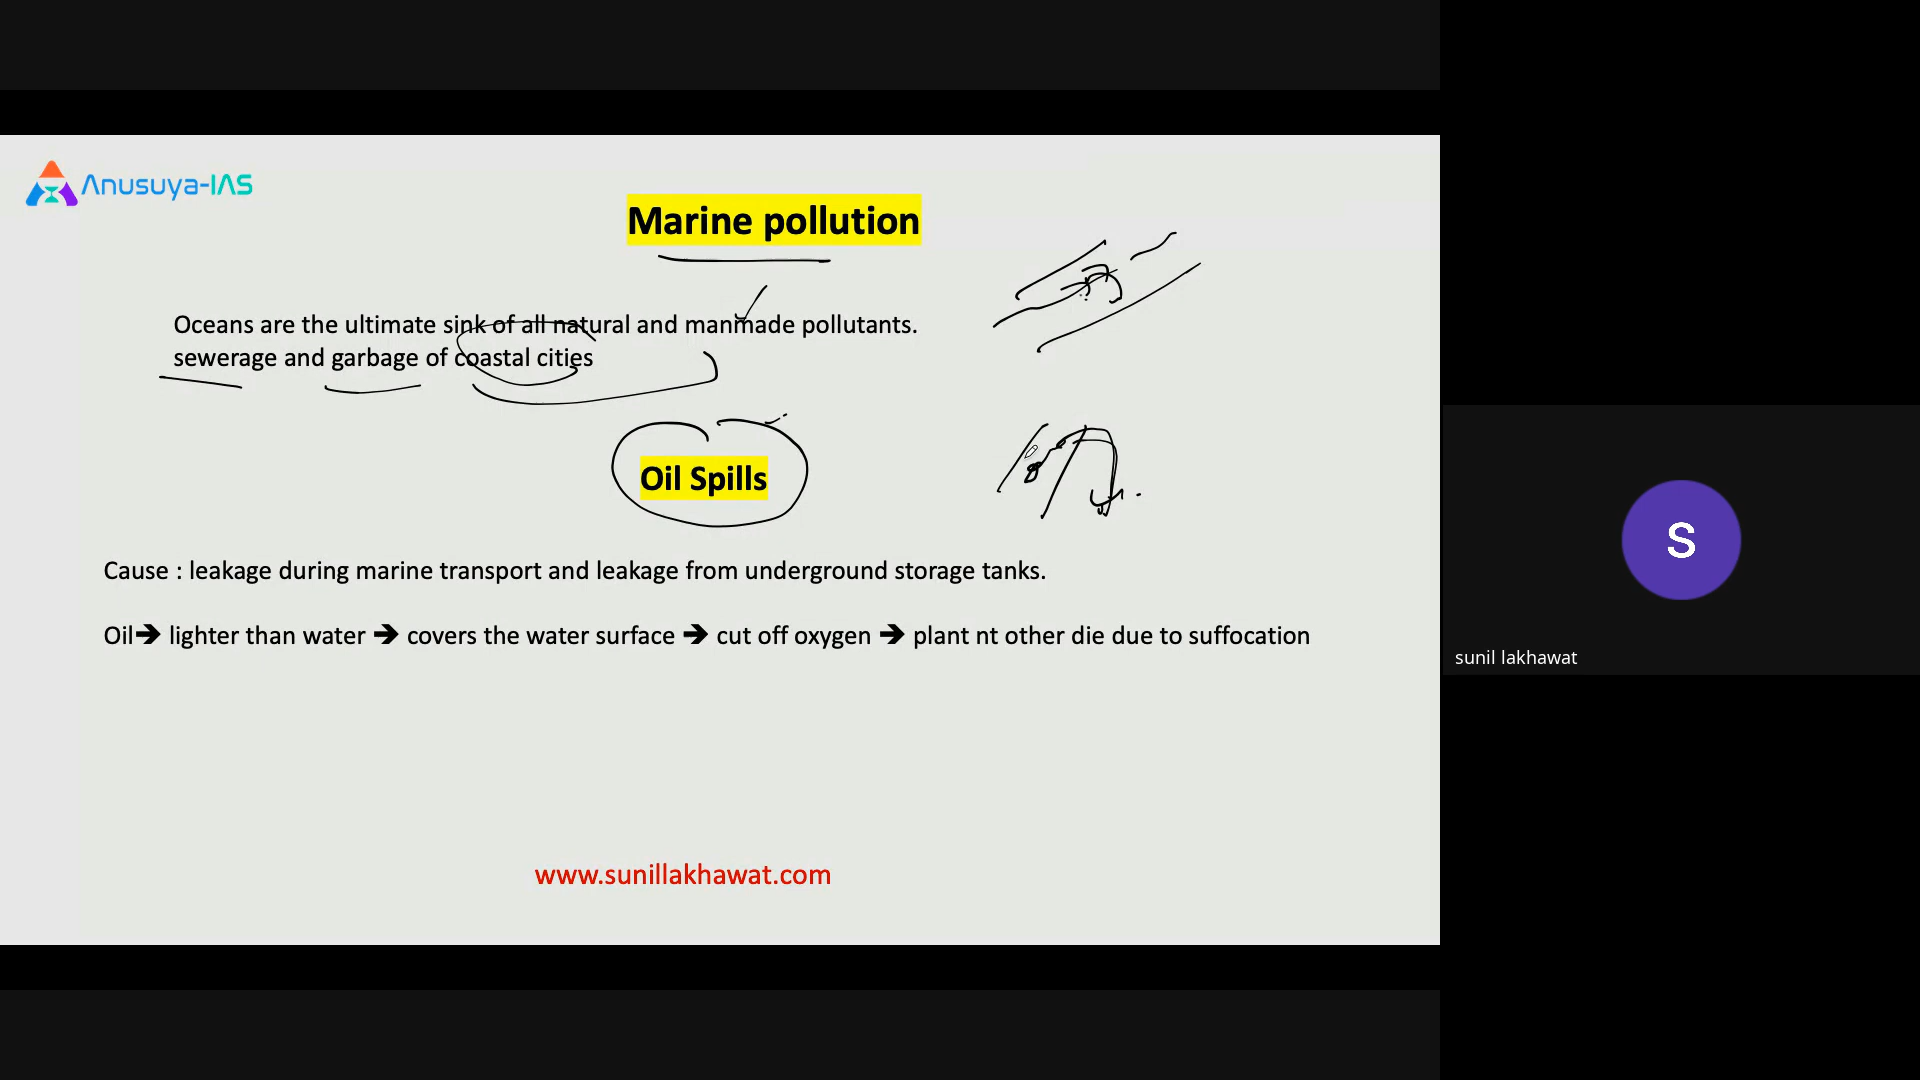 Anusuya-IAS
Marine pollution
Oceans are the ultimate sink of all natural and manmade pollutants.
sewerage and garbage of coastal cities
Oil Spills
Cause : leakage during marine transport and leakage from underground storage tanks.
Oil➔ lighter than water ➔ covers the water surface ➔ cut off oxygen ➔ plant nt other die due to suffocation
www.sunillakhawat.com
S
sunil lakhawat